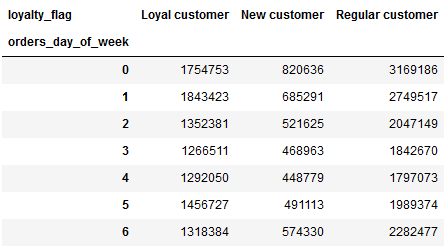 loyalty_flag Loyal customer New customer Regular customer
orders_day_of_week
0 1754753 820636 3169186
1 1843423 685291 2749517
2 1352381 521625 2047149
3 1266511 468963 1842670
4 1292050 448779 1797073
5 1456727 491113 1989374
6 1318384 574330 2282477